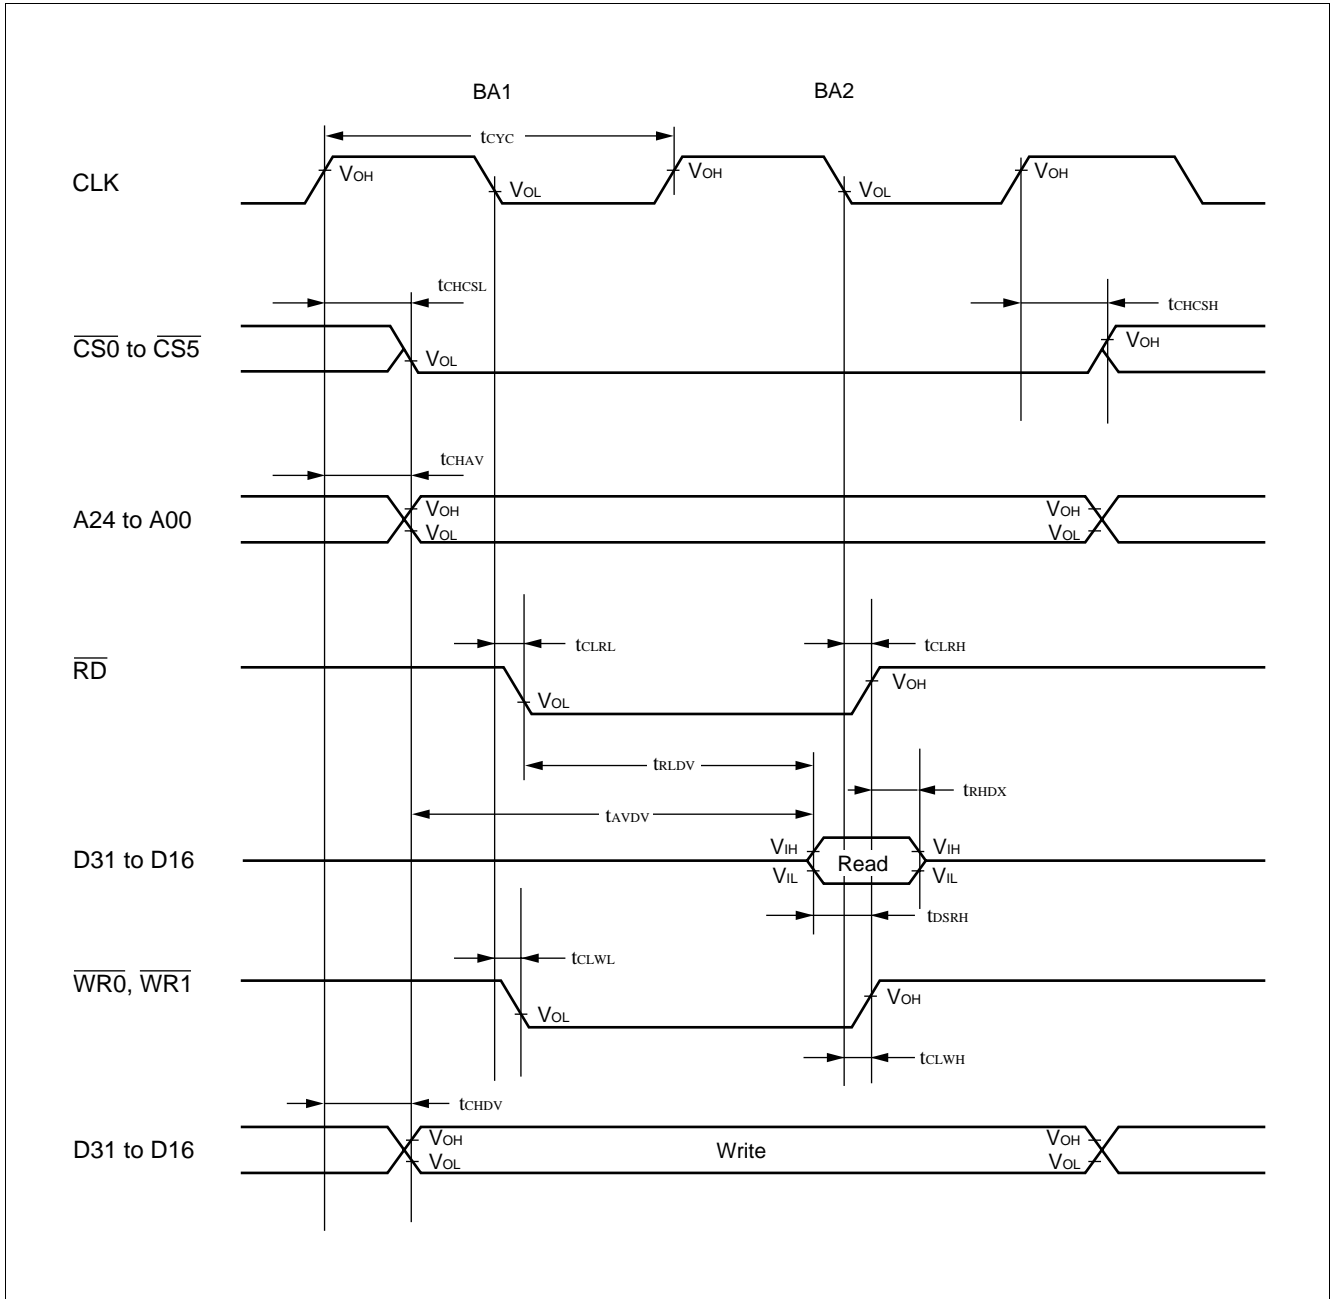 BA1 BA2
tCYC
CLK VOH VOL VOH VOL VOH
tCHCSL tCHCSH
CS0 to CS5 VOL VOH
tCHAV
A24 to A00 VOH VOH
VOL VOL
tCLRL tCLRH
RD VOL VOH
tRLDV
tRHDX
tAVDV
D31 to D16 VIH Read VIH
VIL VIL
tDSRH
tCLWL
WR0, WR1 VOL VOH
tCLWH
tCHDV
D31 to D16 VOH Write VOH
VOL VOL